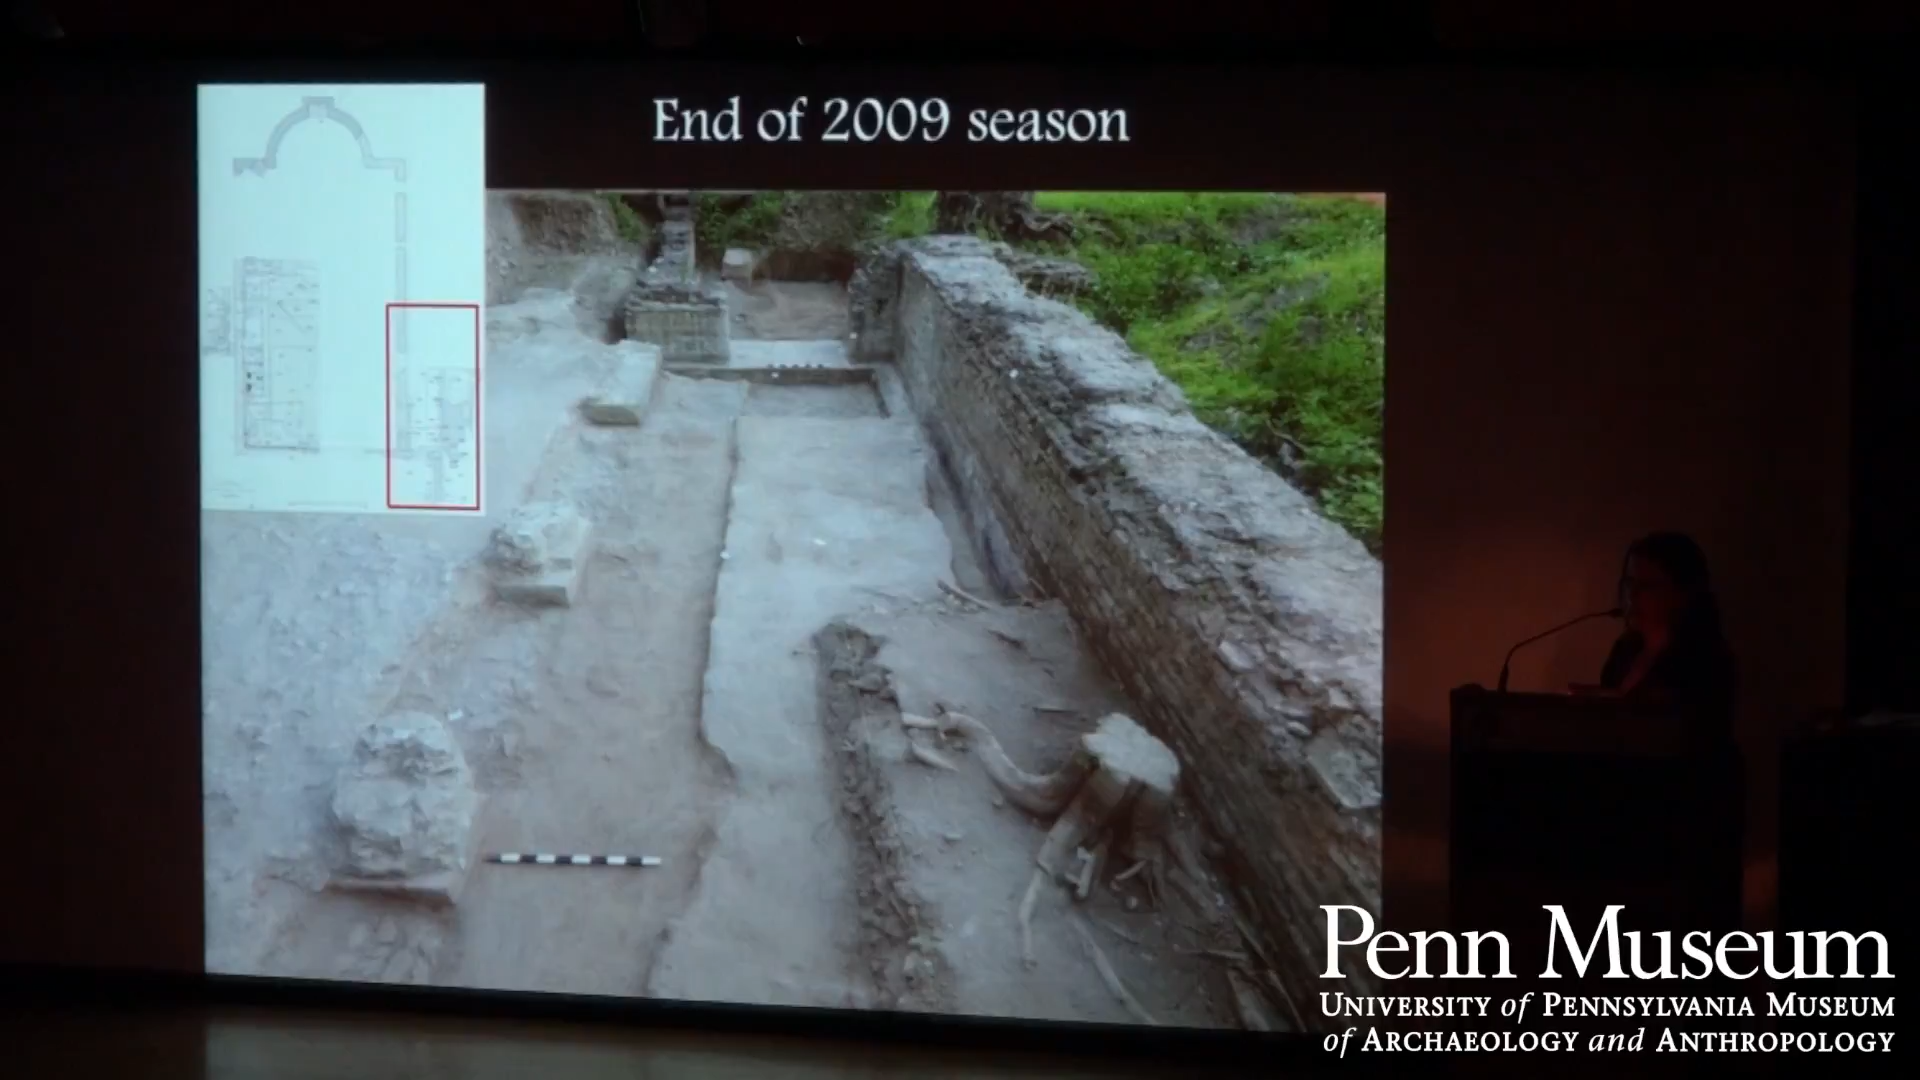 End of 2009 season
Penn Museum
UNIVERSITY of PENNSYLVANIA MUSEUM
of ARCHAEOLOGY and ANTHROPOLOGY